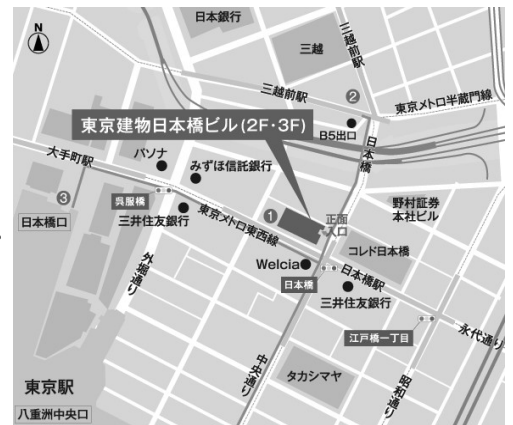 日本銀行
三越
三越前駅
N
三越前駅
②
東京メトロ半蔵門線
B5出口
東京建物日本橋ビル(2F・3F)
日本橋
大手町駅
パソナ
みずほ信託銀行
野村証券
本社ビル
③
呉服橋
①
正面
入口
日本橋口
三井住友銀行
東京メトロ東西線
コレド日本橋
Welcia
日本橋駅
外堀通り
日本橋
三井住友銀行
江戸橋一丁目
永代通り
中央通り
タカシマヤ
昭和通り
東京駅
八重洲中央口